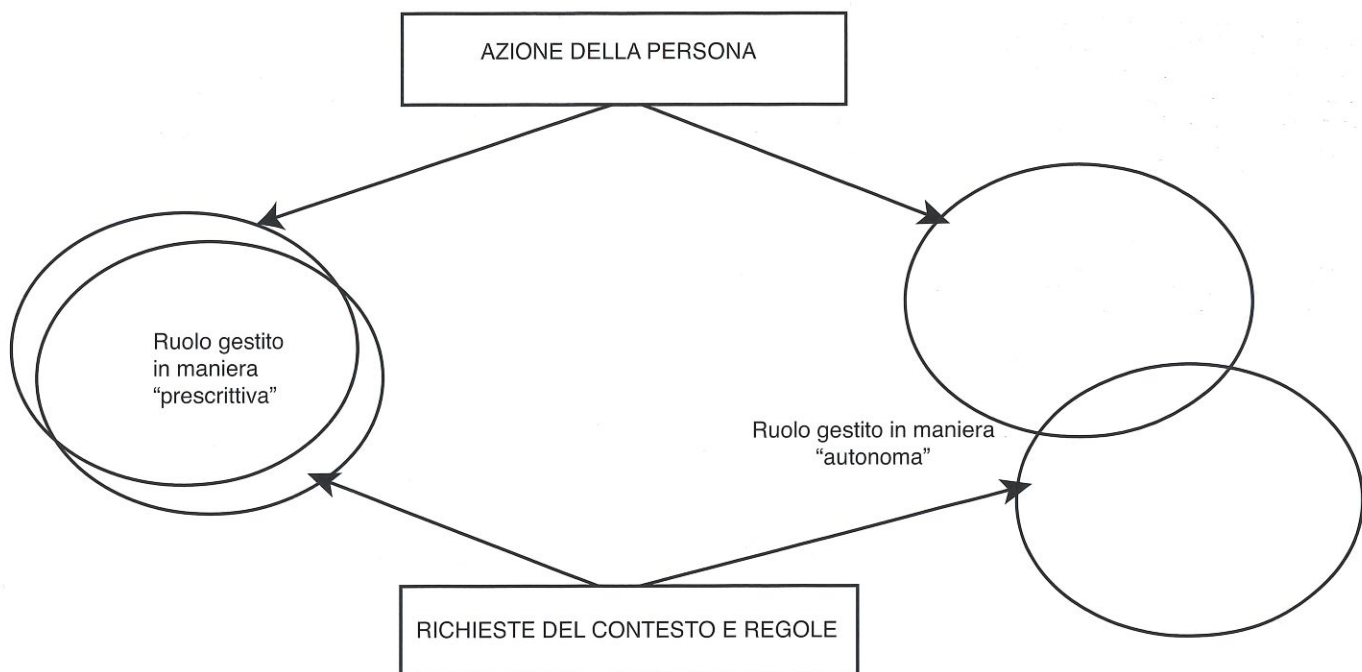 AZIONE DELLA PERSONA
Ruolo gestito
in maniera
“prescrittiva”
Ruolo gestito in maniera
“autonoma”
RICHIESTE DEL CONTESTO E REGOLE